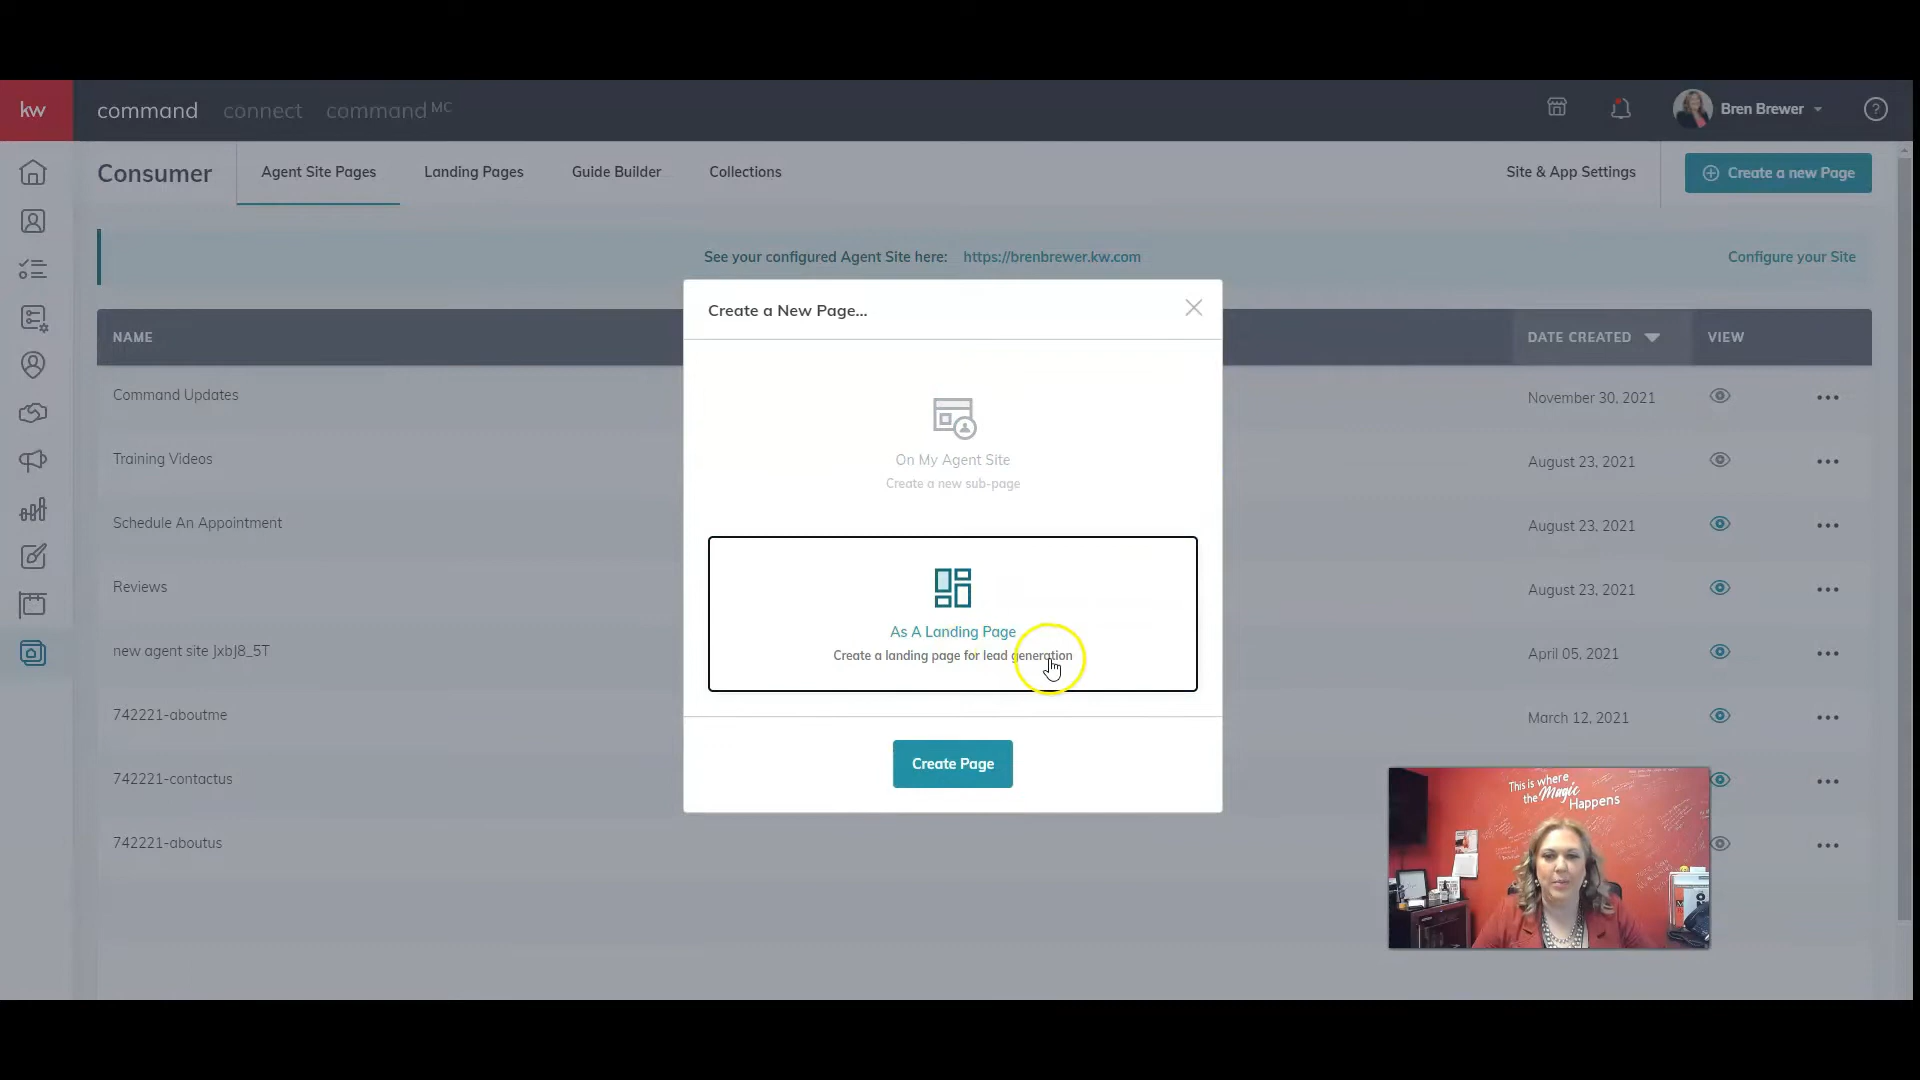 kw
command connect command MC
Bren Brewer
?
Consumer
Agent Site Pages
Landing Pages
Guide Builder
Collections
Site & App Settings
Create a new Page
See your configured Agent Site here: https://brenbrewer.kw.com
Configure your Site
Create a New Page...
NAME
DATE CREATED
VIEW
Command Updates
November 30, 2021
Training Videos
August 23, 2021
On My Agent Site
Create a new sub-page
Schedule An Appointment
August 23, 2021
Reviews
August 23, 2021
As A Landing Page
Create a landing page for lead generation
new agent site JxbJ8_5T
April 05, 2021
742221-aboutme
March 12, 2021
Create Page
742221-contactus
742221-aboutus
This is where
the Magic
Happens